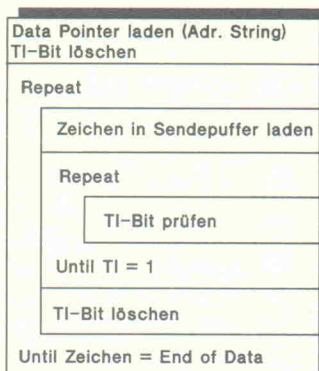 Data Pointer laden (Adr. String)
TI-Bit löschen
Repeat
Zeichen in Sendepuffer laden
Repeat
TI-Bit prüfen
Until TI = 1
TI-Bit löschen
Until Zeichen = End of Data